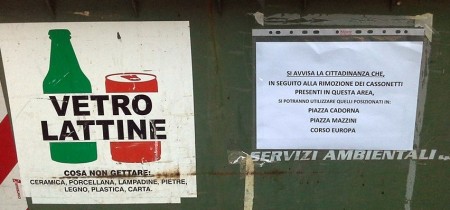 VETRO
LATTINE
COSA NON GETTARE:
CERAMICA, PORCELLANA, LAMPADINE, PIETRE,
LEGNO, PLASTICA, CARTA.
SI AVVISA LA CITTADINANZA CHE,
IN SEGUITO ALLA RIMOZIONE DEI CASSONETTI
PRESENTI IN QUESTA AREA,
SI POTRANNO UTILIZZARE QUELLI POSIZIONATI IN:
PIAZZA CADORNA
PIAZZA MAZZINI
CORSO EUROPA
SERVIZI AMBIENTALI